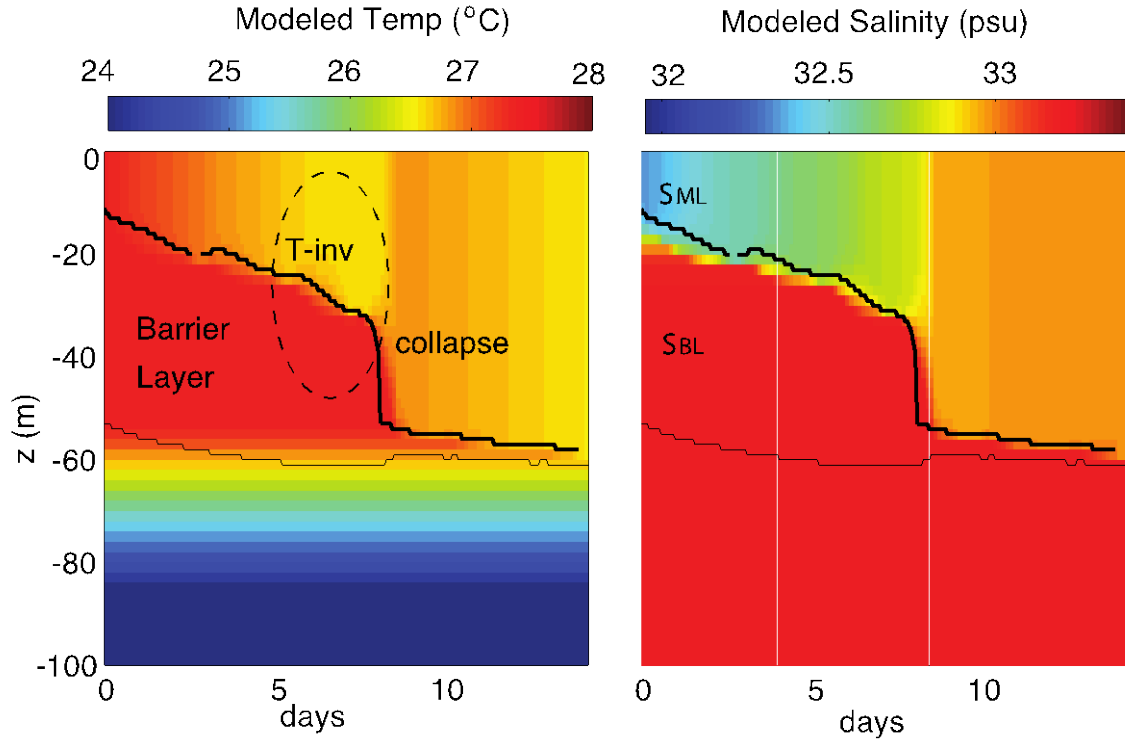 Modeled Temp (°C)
24 25 26 27 28
Modeled Salinity (psu)
32 32.5 33
0
-20
-40
-60
-80
-100
z (m)
T-inv
Barrier
Layer
collapse
0 5 10
days
SML
SBL
0 5 10
days